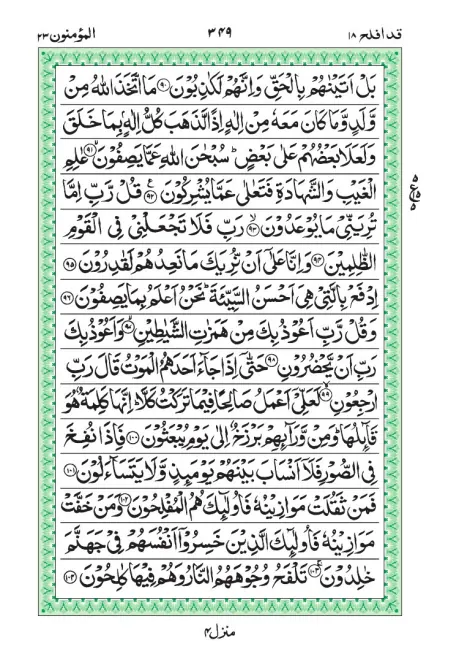 قد افلح ١٨ ٣٤٩ المؤمنون ٢٣
بَلْ اَتَيْنٰهُمْ بِالْحَقِّ وَاِنَّهُمْ لَكٰذِبُوْنَ ۝٩٠ مَا اتَّخَذَ اللّٰهُ مِنْ
وَّلَدٍ وَّمَا كَانَ مَعَهٗ مِنْ اِلٰهٍ اِذًا لَّذَهَبَ كُلُّ اِلٰهٍۢ بِمَا خَلَقَ
وَلَعَلَا بَعْضُهُمْ عَلٰى بَعْضٍ ؕ سُبْحٰنَ اللّٰهِ عَمَّا يَصِفُوْنَ ۝٩١ عٰلِمِ
الْغَيْبِ وَالشَّهَادَةِ فَتَعٰلٰى عَمَّا يُشْرِكُوْنَ ۝٩٢ قُلْ رَّبِّ اِمَّا
تُرِيَنِّيْ مَا يُوْعَدُوْنَ ۝٩٣ رَبِّ فَلَا تَجْعَلْنِيْ فِي الْقَوْمِ
الظّٰلِمِيْنَ ۝٩٤ وَاِنَّا عَلٰٓى اَنْ نُّرِيَكَ مَا نَعِدُهُمْ لَقٰدِرُوْنَ ۝٩٥
اِدْفَعْ بِالَّتِيْ هِيَ اَحْسَنُ السَّيِّئَةَ ؕ نَحْنُ اَعْلَمُ بِمَا يَصِفُوْنَ ۝٩٦
وَقُلْ رَّبِّ اَعُوْذُ بِكَ مِنْ هَمَزٰتِ الشَّيٰطِيْنِ ۝٩٧ وَاَعُوْذُ بِكَ
رَبِّ اَنْ يَّحْضُرُوْنِ ۝٩٨ حَتّٰٓى اِذَا جَآءَ اَحَدَهُمُ الْمَوْتُ قَالَ رَبِّ
ارْجِعُوْنِ ۝٩٩ لَعَلِّيْٓ اَعْمَلُ صَالِحًا فِيْمَا تَرَكْتُ كَلَّا ؕ اِنَّهَا كَلِمَةٌ هُوَ
قَآئِلُهَا ؕ وَمِنْ وَّرَآئِهِمْ بَرْزَخٌ اِلٰى يَوْمِ يُبْعَثُوْنَ ۝١٠٠ فَاِذَا نُفِخَ
فِي الصُّوْرِ فَلَآ اَنْسَابَ بَيْنَهُمْ يَوْمَئِذٍ وَّلَا يَتَسَآءَلُوْنَ ۝١٠١
فَمَنْ ثَقُلَتْ مَوَازِيْنُهٗ فَاُولٰٓئِكَ هُمُ الْمُفْلِحُوْنَ ۝١٠٢ وَمَنْ خَفَّتْ
مَوَازِيْنُهٗ فَاُولٰٓئِكَ الَّذِيْنَ خَسِرُوْٓا اَنْفُسَهُمْ فِيْ جَهَنَّمَ
خٰلِدُوْنَ ۝١٠٣ تَلْفَحُ وُجُوْهَهُمُ النَّارُ وَهُمْ فِيْهَا كٰلِحُوْنَ ۝١٠٤
منزل ٤